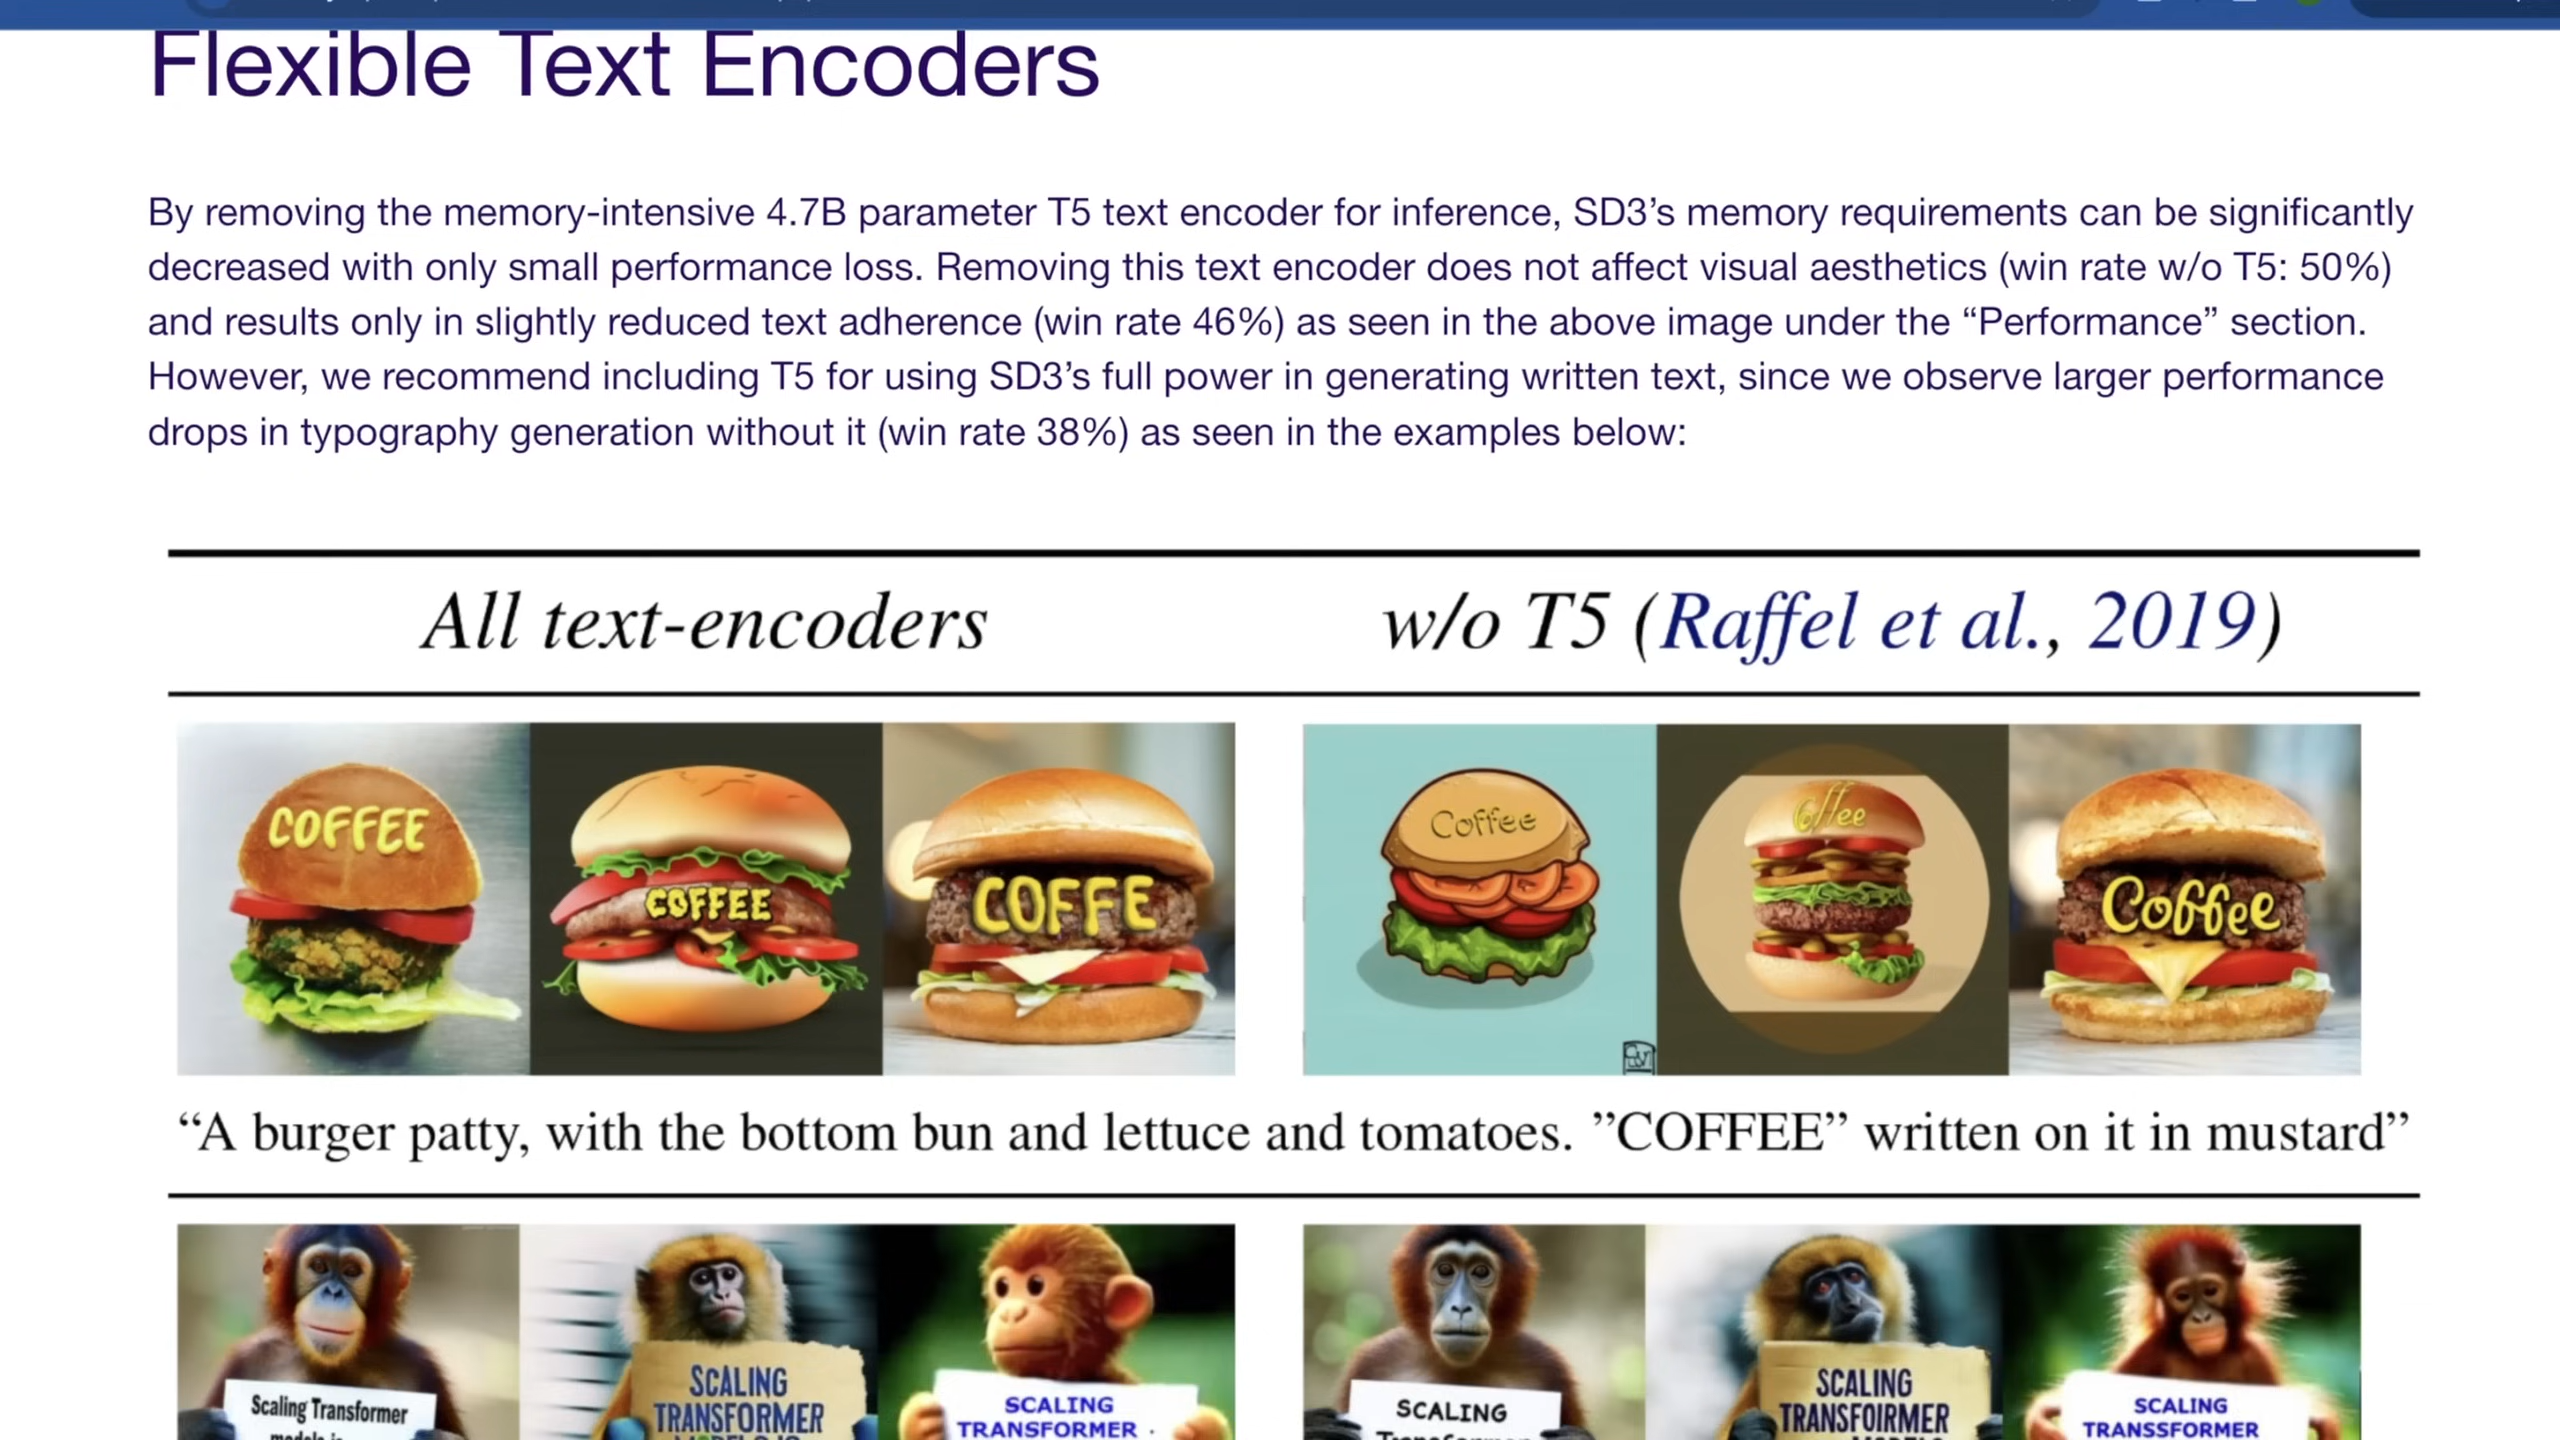 Flexible Text Encoders
By removing the memory-intensive 4.7B parameter T5 text encoder for inference, SD3’s memory requirements can be significantly
decreased with only small performance loss. Removing this text encoder does not affect visual aesthetics (win rate w/o T5: 50%)
and results only in slightly reduced text adherence (win rate 46%) as seen in the above image under the “Performance” section.
However, we recommend including T5 for using SD3’s full power in generating written text, since we observe larger performance
drops in typography generation without it (win rate 38%) as seen in the examples below:
All text-encoders
w/o T5 (Raffel et al., 2019)
COFFEE
COFFEE
COFFE
Coffee
Coffee
“A burger patty, with the bottom bun and lettuce and tomatoes. ”COFFEE” written on it in mustard”
Scaling Transformer
SCALING
TRANSFORMER
SCALING
TRANSSFORMER
SCALING
SCALING
TRANSFOIRMER
SCALING
TRANSSSFORMER